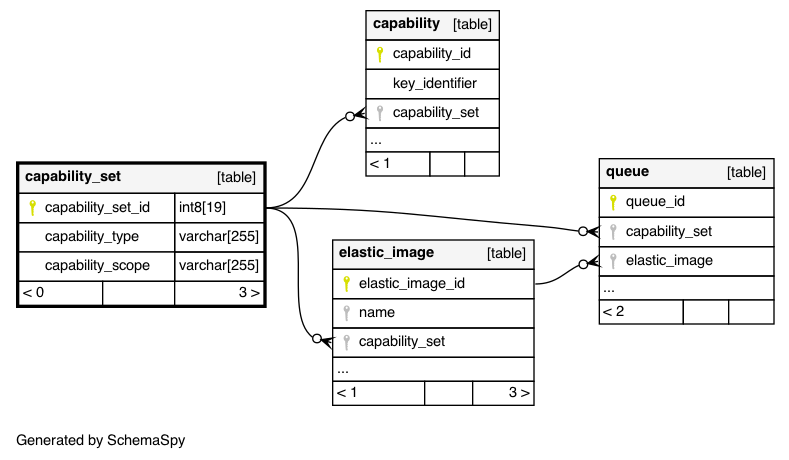 capability [table]
capability_id
key_identifier
capability_set
...
< 1
capability_set [table]
capability_set_id int8[19]
capability_type varchar[255]
capability_scope varchar[255]
< 0 3 >
elastic_image [table]
elastic_image_id
name
capability_set
...
< 1 3 >
queue [table]
queue_id
capability_set
elastic_image
...
< 2
Generated by SchemaSpy